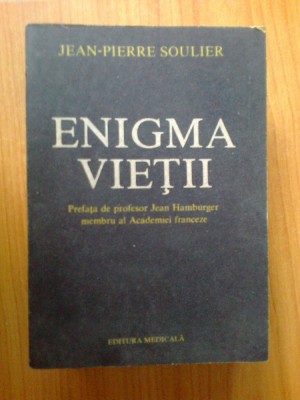 JEAN-PIERRE SOULIER
ENIGMA
VIEŢII
Prefaţa de profesor Jean Hamburger
membru al Academiei franceze
EDITURA MEDICALĂ